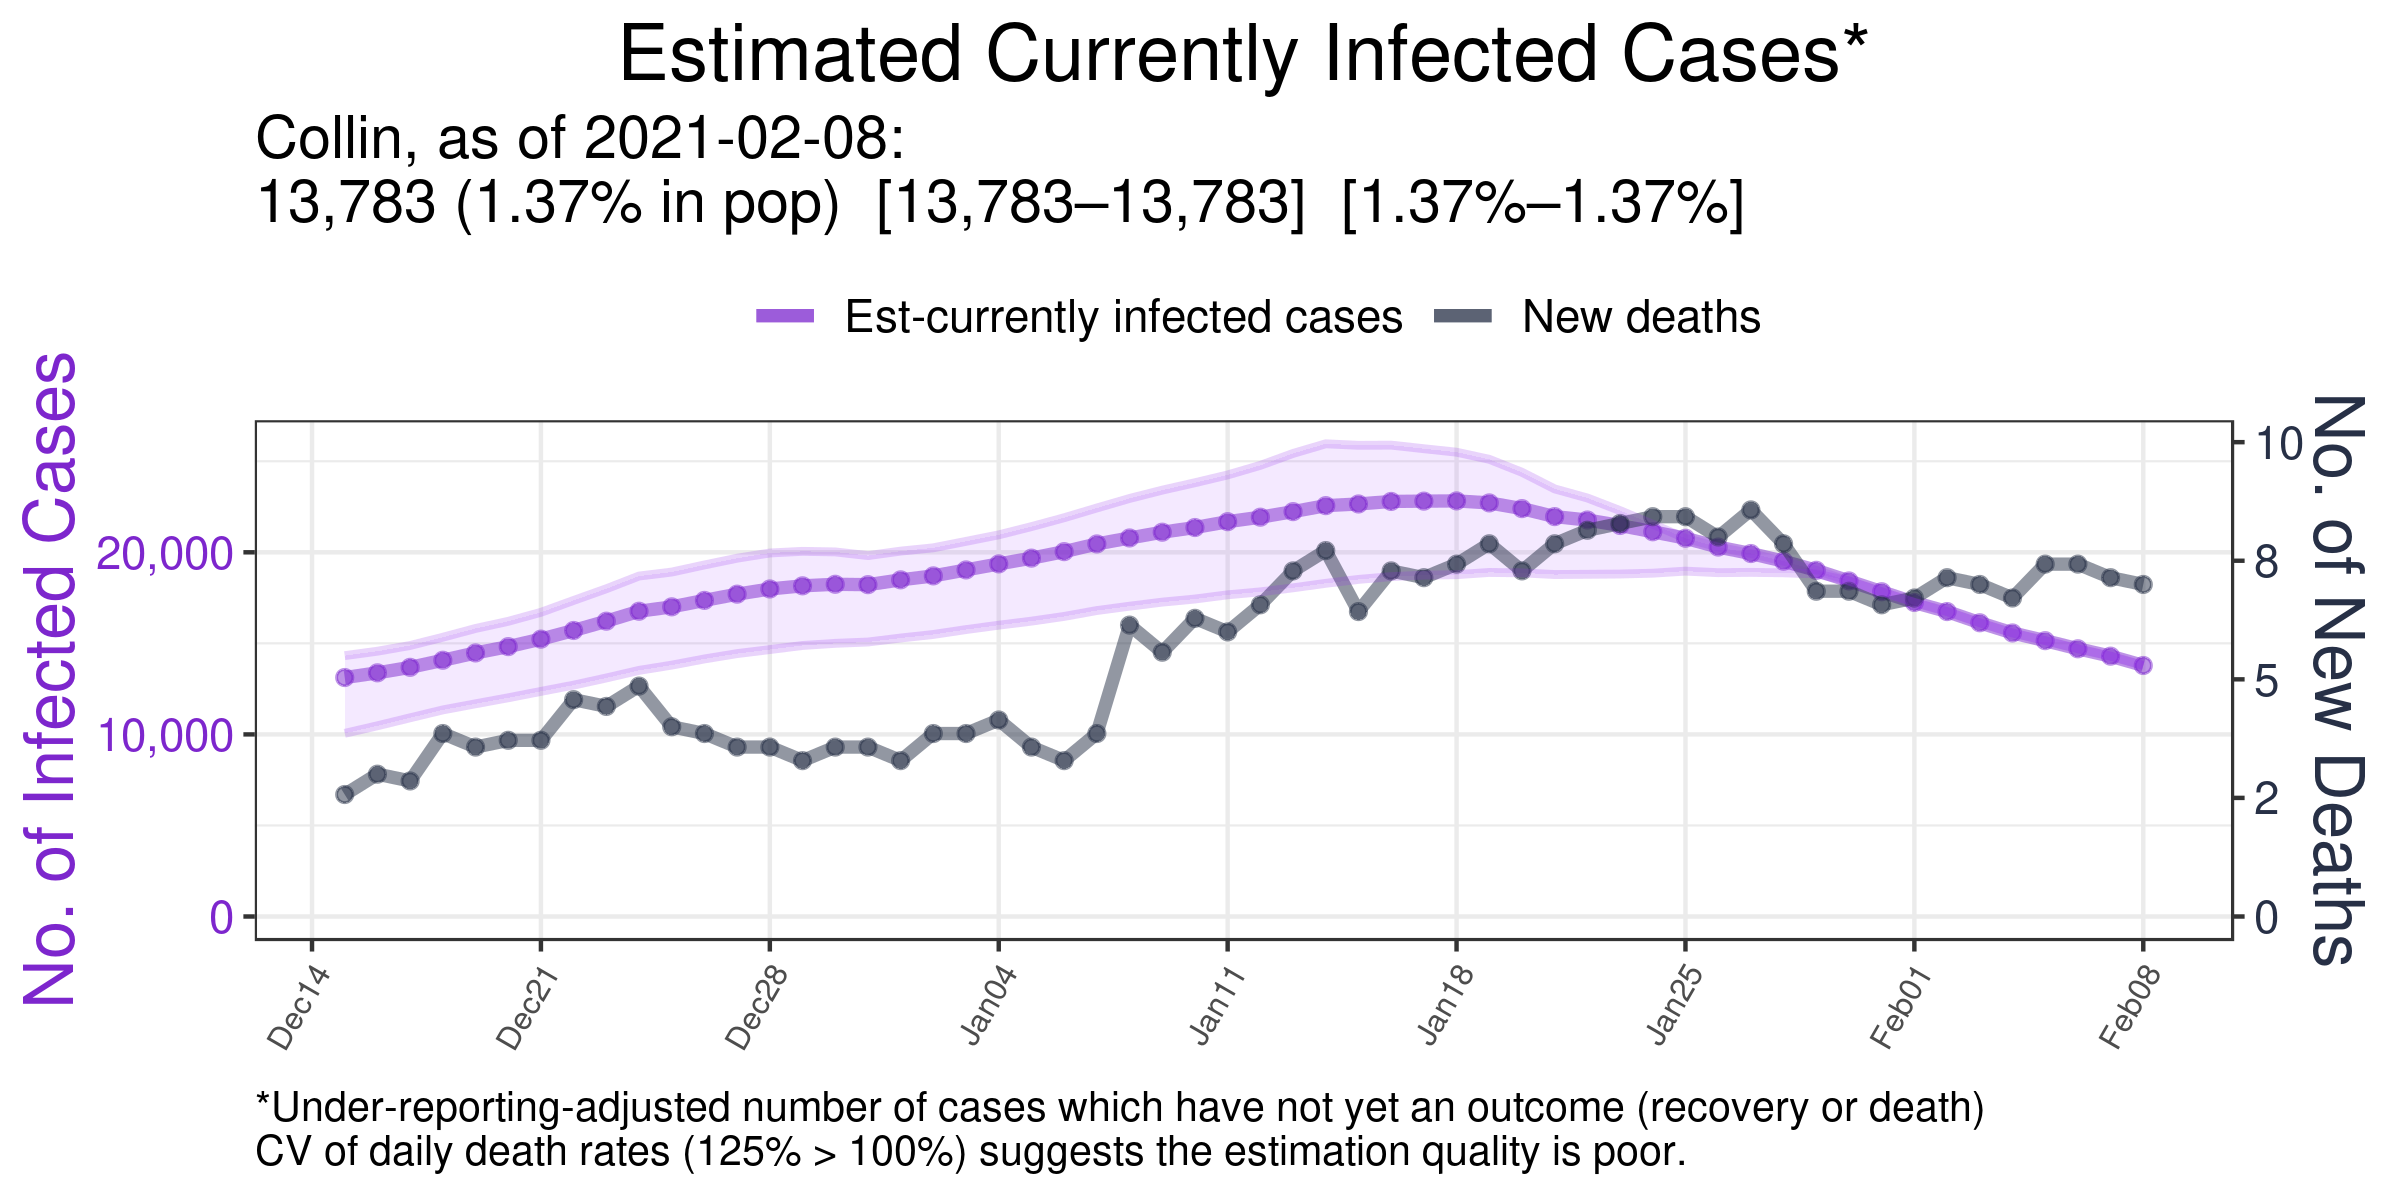 Estimated Currently Infected Cases*
Collin, as of 2021-02-08:
13,783 (1.37% in pop)  [13,783–13,783]  [1.37%–1.37%]
Est-currently infected cases
New deaths
No. of Infected Cases
20,000
10,000
0
10
8
5
2
0
No. of New Deaths
Dec14
Dec21
Dec28
Jan04
Jan11
Jan18
Jan25
Feb01
Feb08
*Under-reporting-adjusted number of cases which have not yet an outcome (recovery or death)
CV of daily death rates (125% > 100%) suggests the estimation quality is poor.